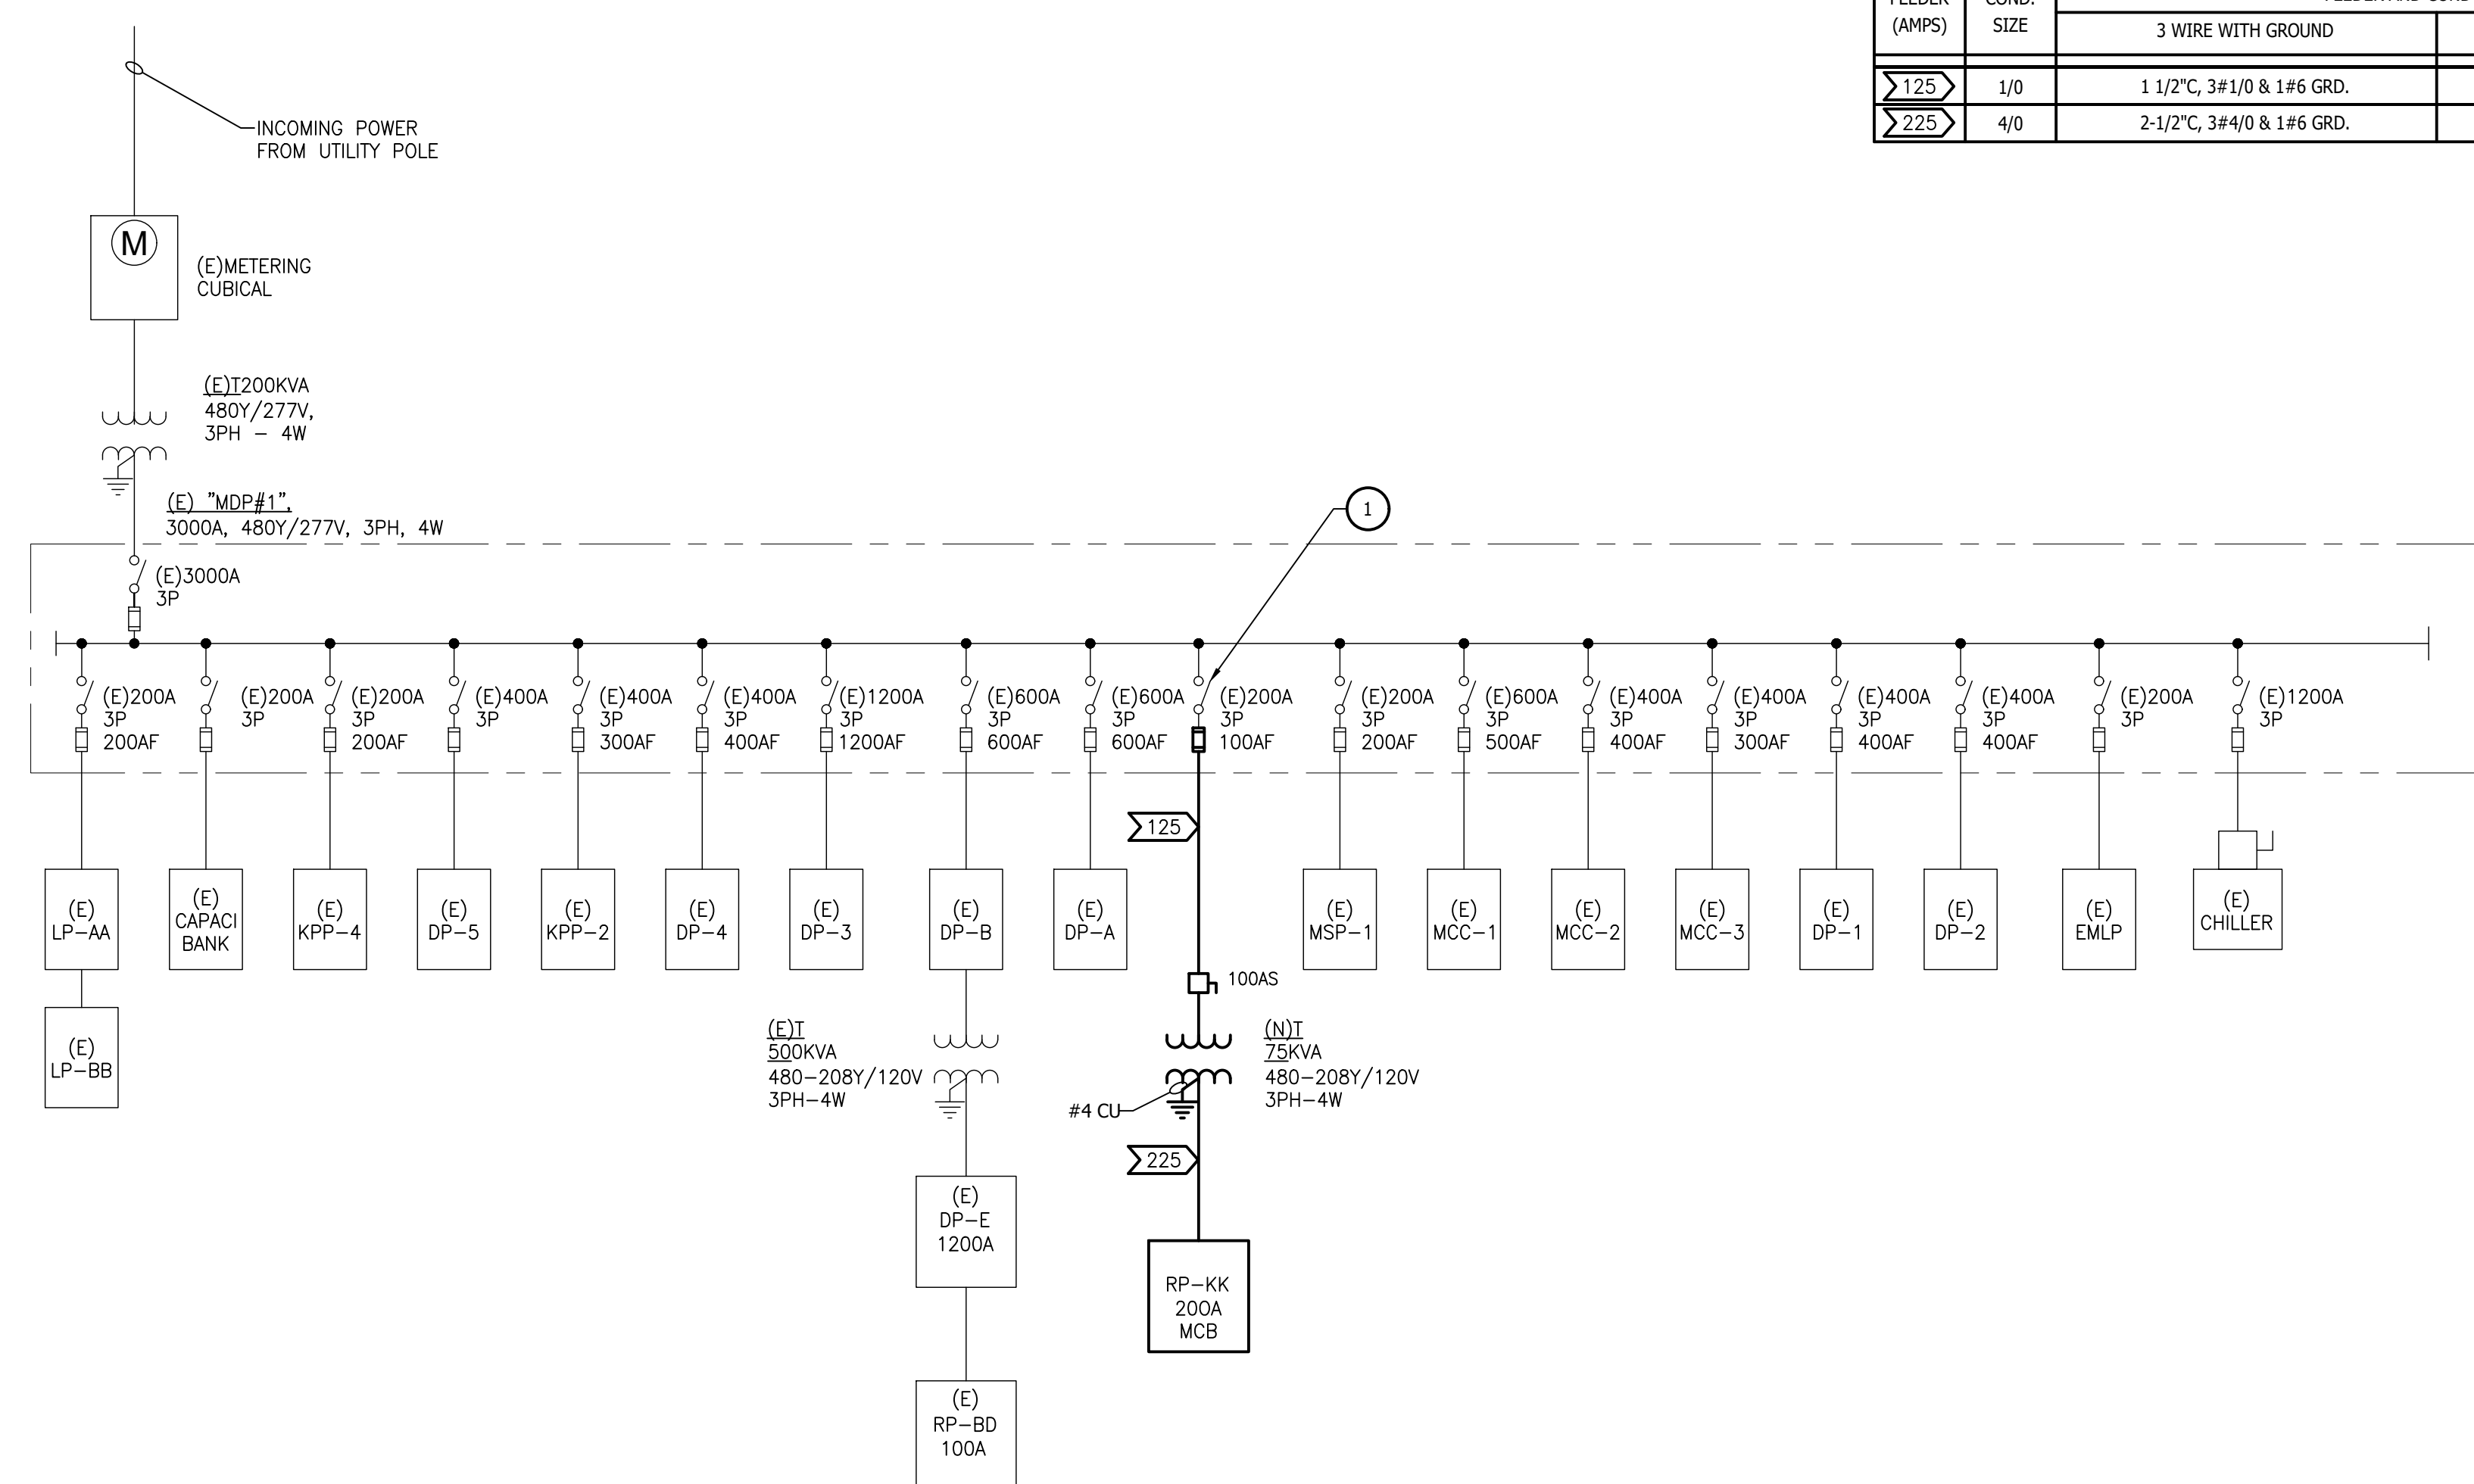 FEEDER
(AMPS)
COND.
SIZE
3 WIRE WITH GROUND
125
1/0
1 1/2"C, 3#1/0 & 1#6 GRD.
225
4/0
2-1/2"C, 3#4/0 & 1#6 GRD.
INCOMING POWER
FROM UTILITY POLE
M
(E)METERING
CUBICAL
(E)T200KVA
480Y/277V,
3PH - 4W
(E) "MDP#1",
3000A, 480Y/277V, 3PH, 4W
1
(E)3000A
3P
(E)200A
3P
200AF
(E)200A
3P
(E)200A
3P
200AF
(E)400A
3P
(E)400A
3P
300AF
(E)400A
3P
400AF
(E)1200A
3P
1200AF
(E)600A
3P
600AF
(E)600A
3P
600AF
(E)200A
3P
100AF
(E)200A
3P
200AF
(E)600A
3P
500AF
(E)400A
3P
400AF
(E)400A
3P
300AF
(E)400A
3P
400AF
(E)400A
3P
400AF
(E)200A
3P
(E)1200A
3P
125
(E)
LP-AA
(E)
CAPACI
BANK
(E)
KPP-4
(E)
DP-5
(E)
KPP-2
(E)
DP-4
(E)
DP-3
(E)
DP-B
(E)
DP-A
(E)
MSP-1
(E)
MCC-1
(E)
MCC-2
(E)
MCC-3
(E)
DP-1
(E)
DP-2
(E)
EMLP
(E)
CHILLER
100AS
(E)
LP-BB
(E)T
500KVA
480-208Y/120V
3PH-4W
(N)T
75KVA
480-208Y/120V
3PH-4W
#4 CU
225
(E)
DP-E
1200A
RP-KK
200A
MCB
(E)
RP-BD
100A